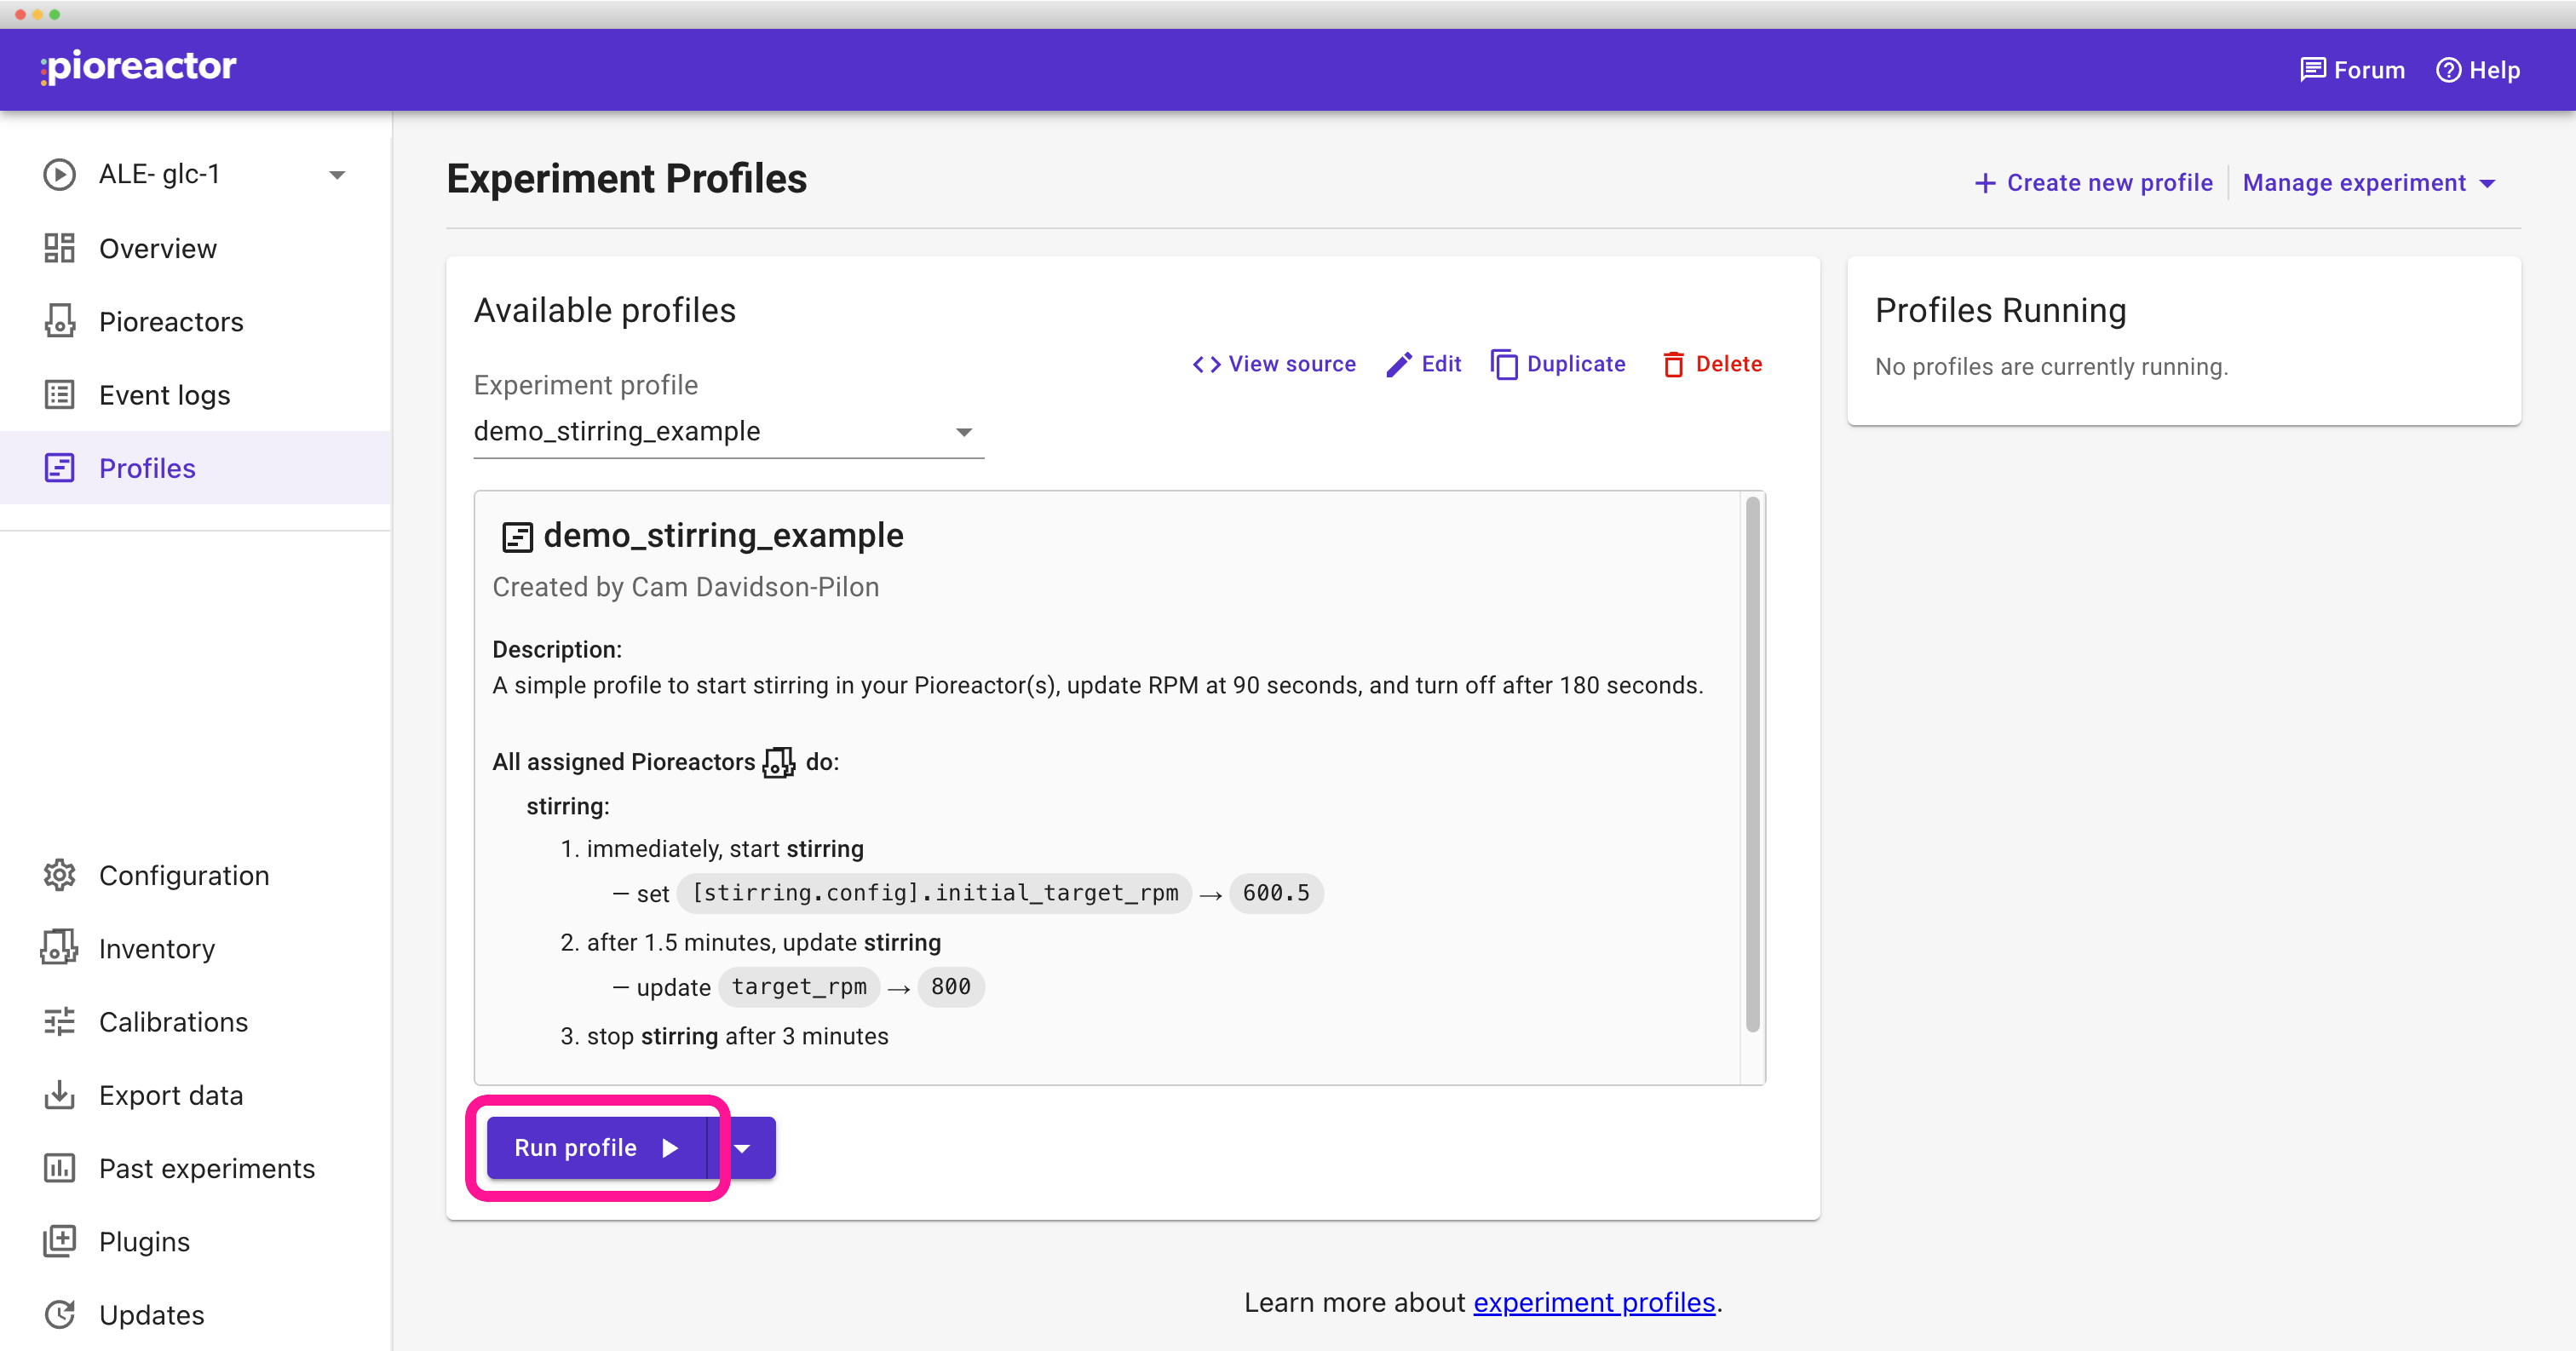 pioreactor
Forum
Help
ALE- glc-1
Overview
Pioreactors
Event logs
Profiles
Configuration
Inventory
Calibrations
Export data
Past experiments
Plugins
Updates
Experiment Profiles
Create new profile
Manage experiment
Available profiles
View source
Edit
Duplicate
Delete
Experiment profile
demo_stirring_example
demo_stirring_example
Created by Cam Davidson-Pilon
Description:
A simple profile to start stirring in your Pioreactor(s), update RPM at 90 seconds, and turn off after 180 seconds.
All assigned Pioreactors do:
stirring:
1. immediately, start stirring
— set [stirring.config].initial_target_rpm → 600.5
2. after 1.5 minutes, update stirring
— update target_rpm → 800
3. stop stirring after 3 minutes
Run profile
Profiles Running
No profiles are currently running.
Learn more about experiment profiles.